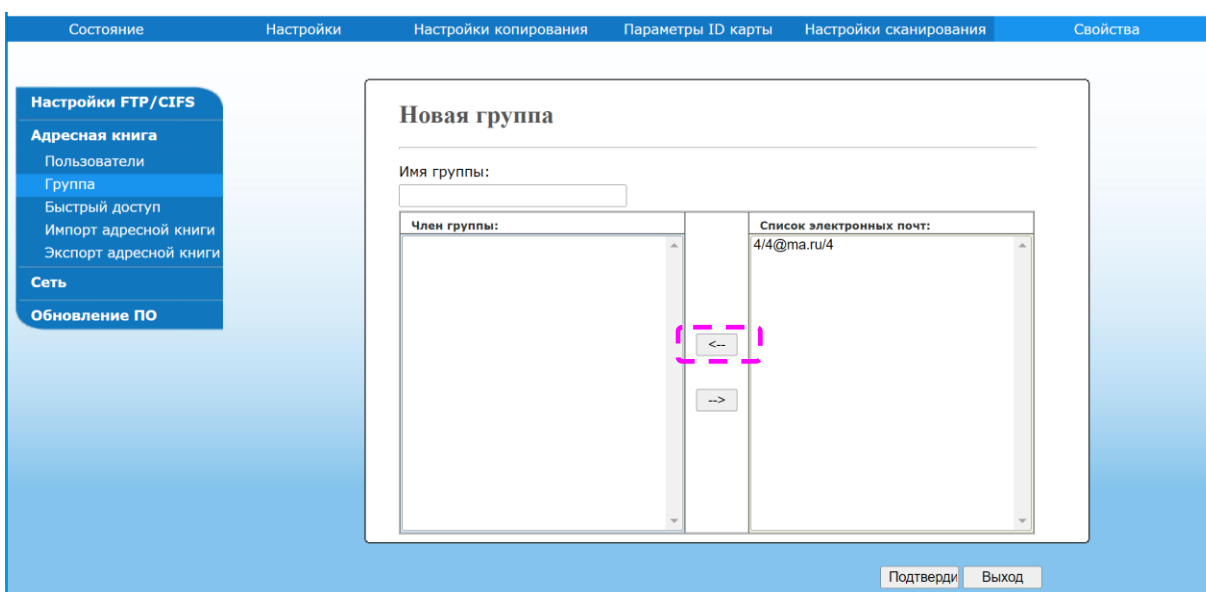 Состояние Настройки Настройки копирования Параметры ID карты Настройки сканирования Свойства
Настройки FTP/CIFS
Адресная книга
Пользователи
Группа
Быстрый доступ
Импорт адресной книги
Экспорт адресной книги
Сеть
Обновление ПО
Новая группа
Имя группы:
Член группы:
<--
-->
Список электронных почт:
4/4@ma.ru/4
Подтверди Выход